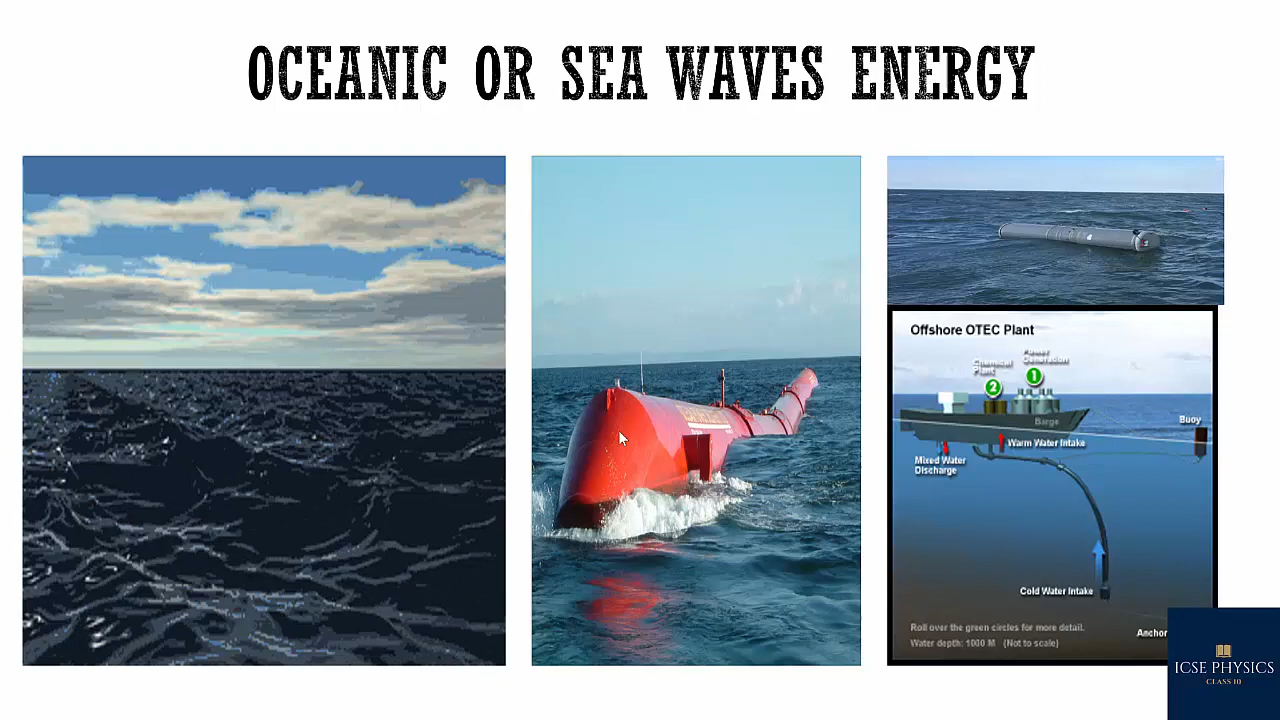 OCEANIC OR SEA WAVES ENERGY
Offshore OTEC Plant
Power
Generation
Chemical
Plant
1
2
Barge
Buoy
Warm Water Intake
Mixed Water
Discharge
Cold Water Intake
Roll over the green circles for more detail.
Anchor
Water depth: 1000 M (Not to scale)
ICSE PHYSICS
CLASS 10